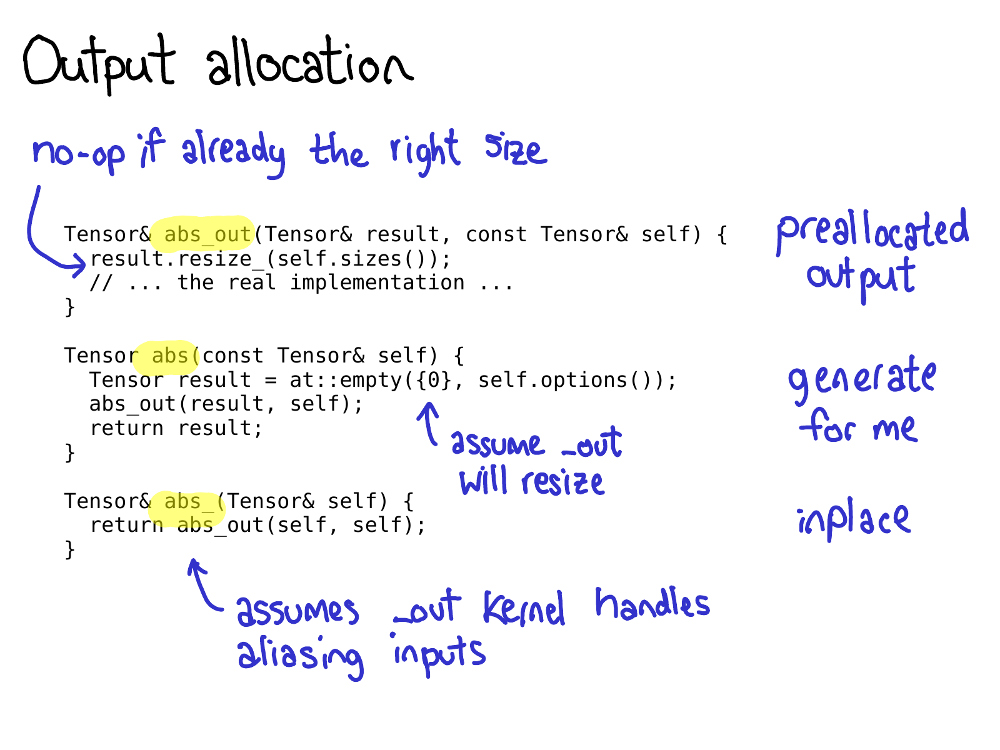 Output allocation
no-op if already the right size
Tensor& abs_out(Tensor& result, const Tensor& self) {
  result.resize_(self.sizes());
  // ... the real implementation ...
}
preallocated
output
Tensor abs(const Tensor& self) {
  Tensor result = at::empty({0}, self.options());
  abs_out(result, self);
  return result;
}
generate
for me
assume _out
will resize
Tensor& abs_(Tensor& self) {
  return abs_out(self, self);
}
inplace
assumes _out kernel handles
aliasing inputs